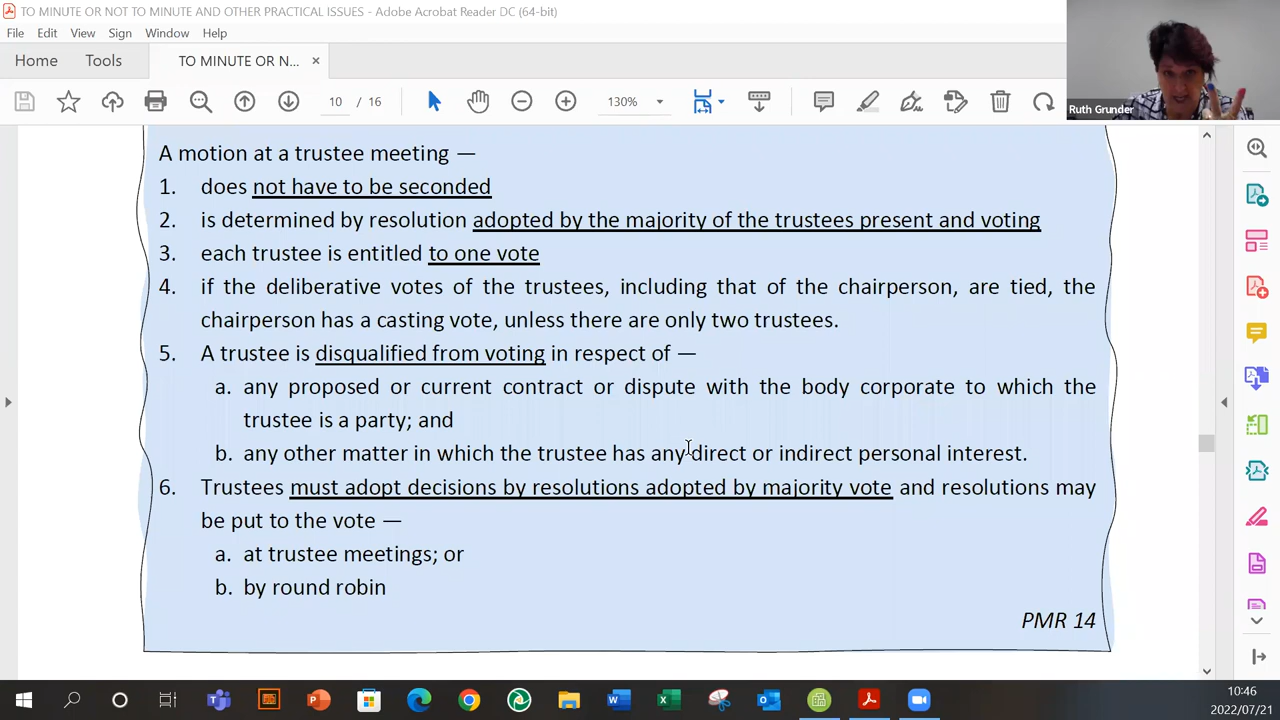 TO MINUTE OR NOT TO MINUTE AND OTHER PRACTICAL ISSUES - Adobe Acrobat Reader DC (64-bit)
File Edit View Sign Window Help
Home Tools TO MINUTE OR N... ×
10 / 16 130%
Ruth Grunder
A motion at a trustee meeting —
1. does not have to be seconded
2. is determined by resolution adopted by the majority of the trustees present and voting
3. each trustee is entitled to one vote
4. if the deliberative votes of the trustees, including that of the chairperson, are tied, the
chairperson has a casting vote, unless there are only two trustees.
5. A trustee is disqualified from voting in respect of —
a. any proposed or current contract or dispute with the body corporate to which the
trustee is a party; and
b. any other matter in which the trustee has any direct or indirect personal interest.
6. Trustees must adopt decisions by resolutions adopted by majority vote and resolutions may
be put to the vote —
a. at trustee meetings; or
b. by round robin
PMR 14
10:46
2022/07/21